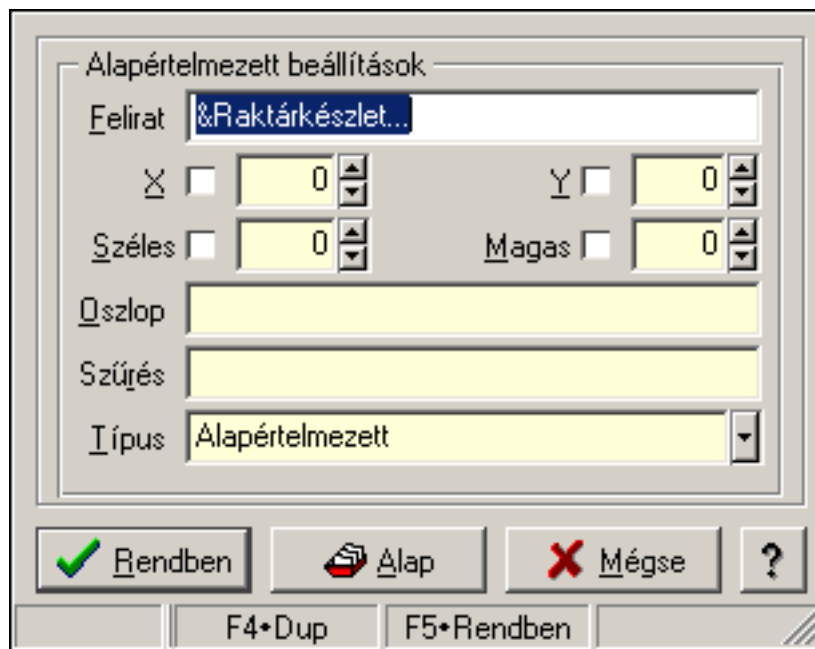 Alapértelmezett beállítások
Felirat &Raktárkészlet...
X 0 Y 0
Széles 0 Magas 0
Oszlop
Szűrés
Típus Alapértelmezett
Rendben Alap Mégse ?
F4•Dup F5•Rendben